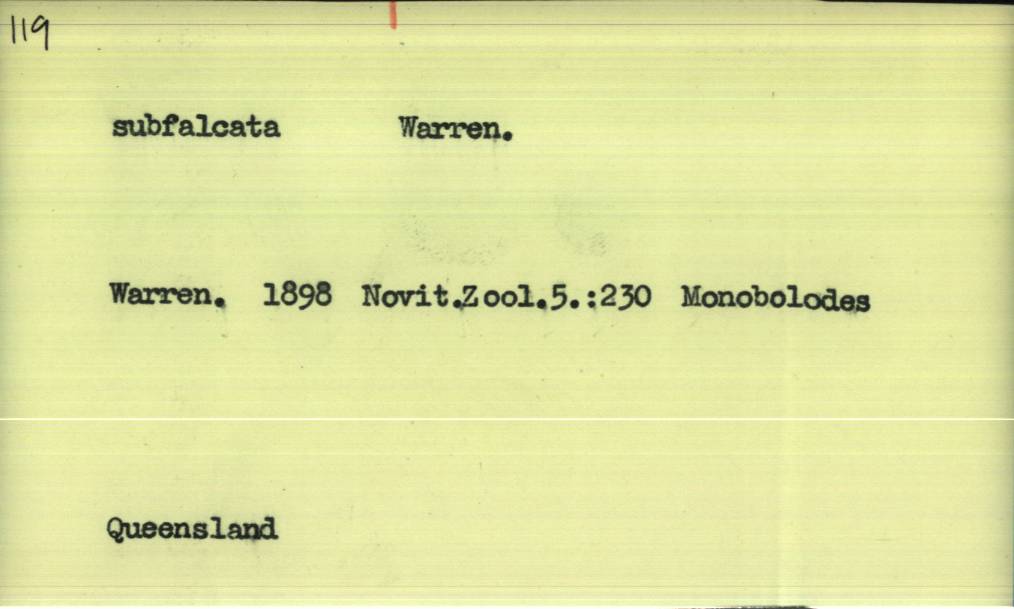 119
subfalcata Warren.
Warren. 1898 Novit.Zool.5.:230 Monobolodes
Queensland